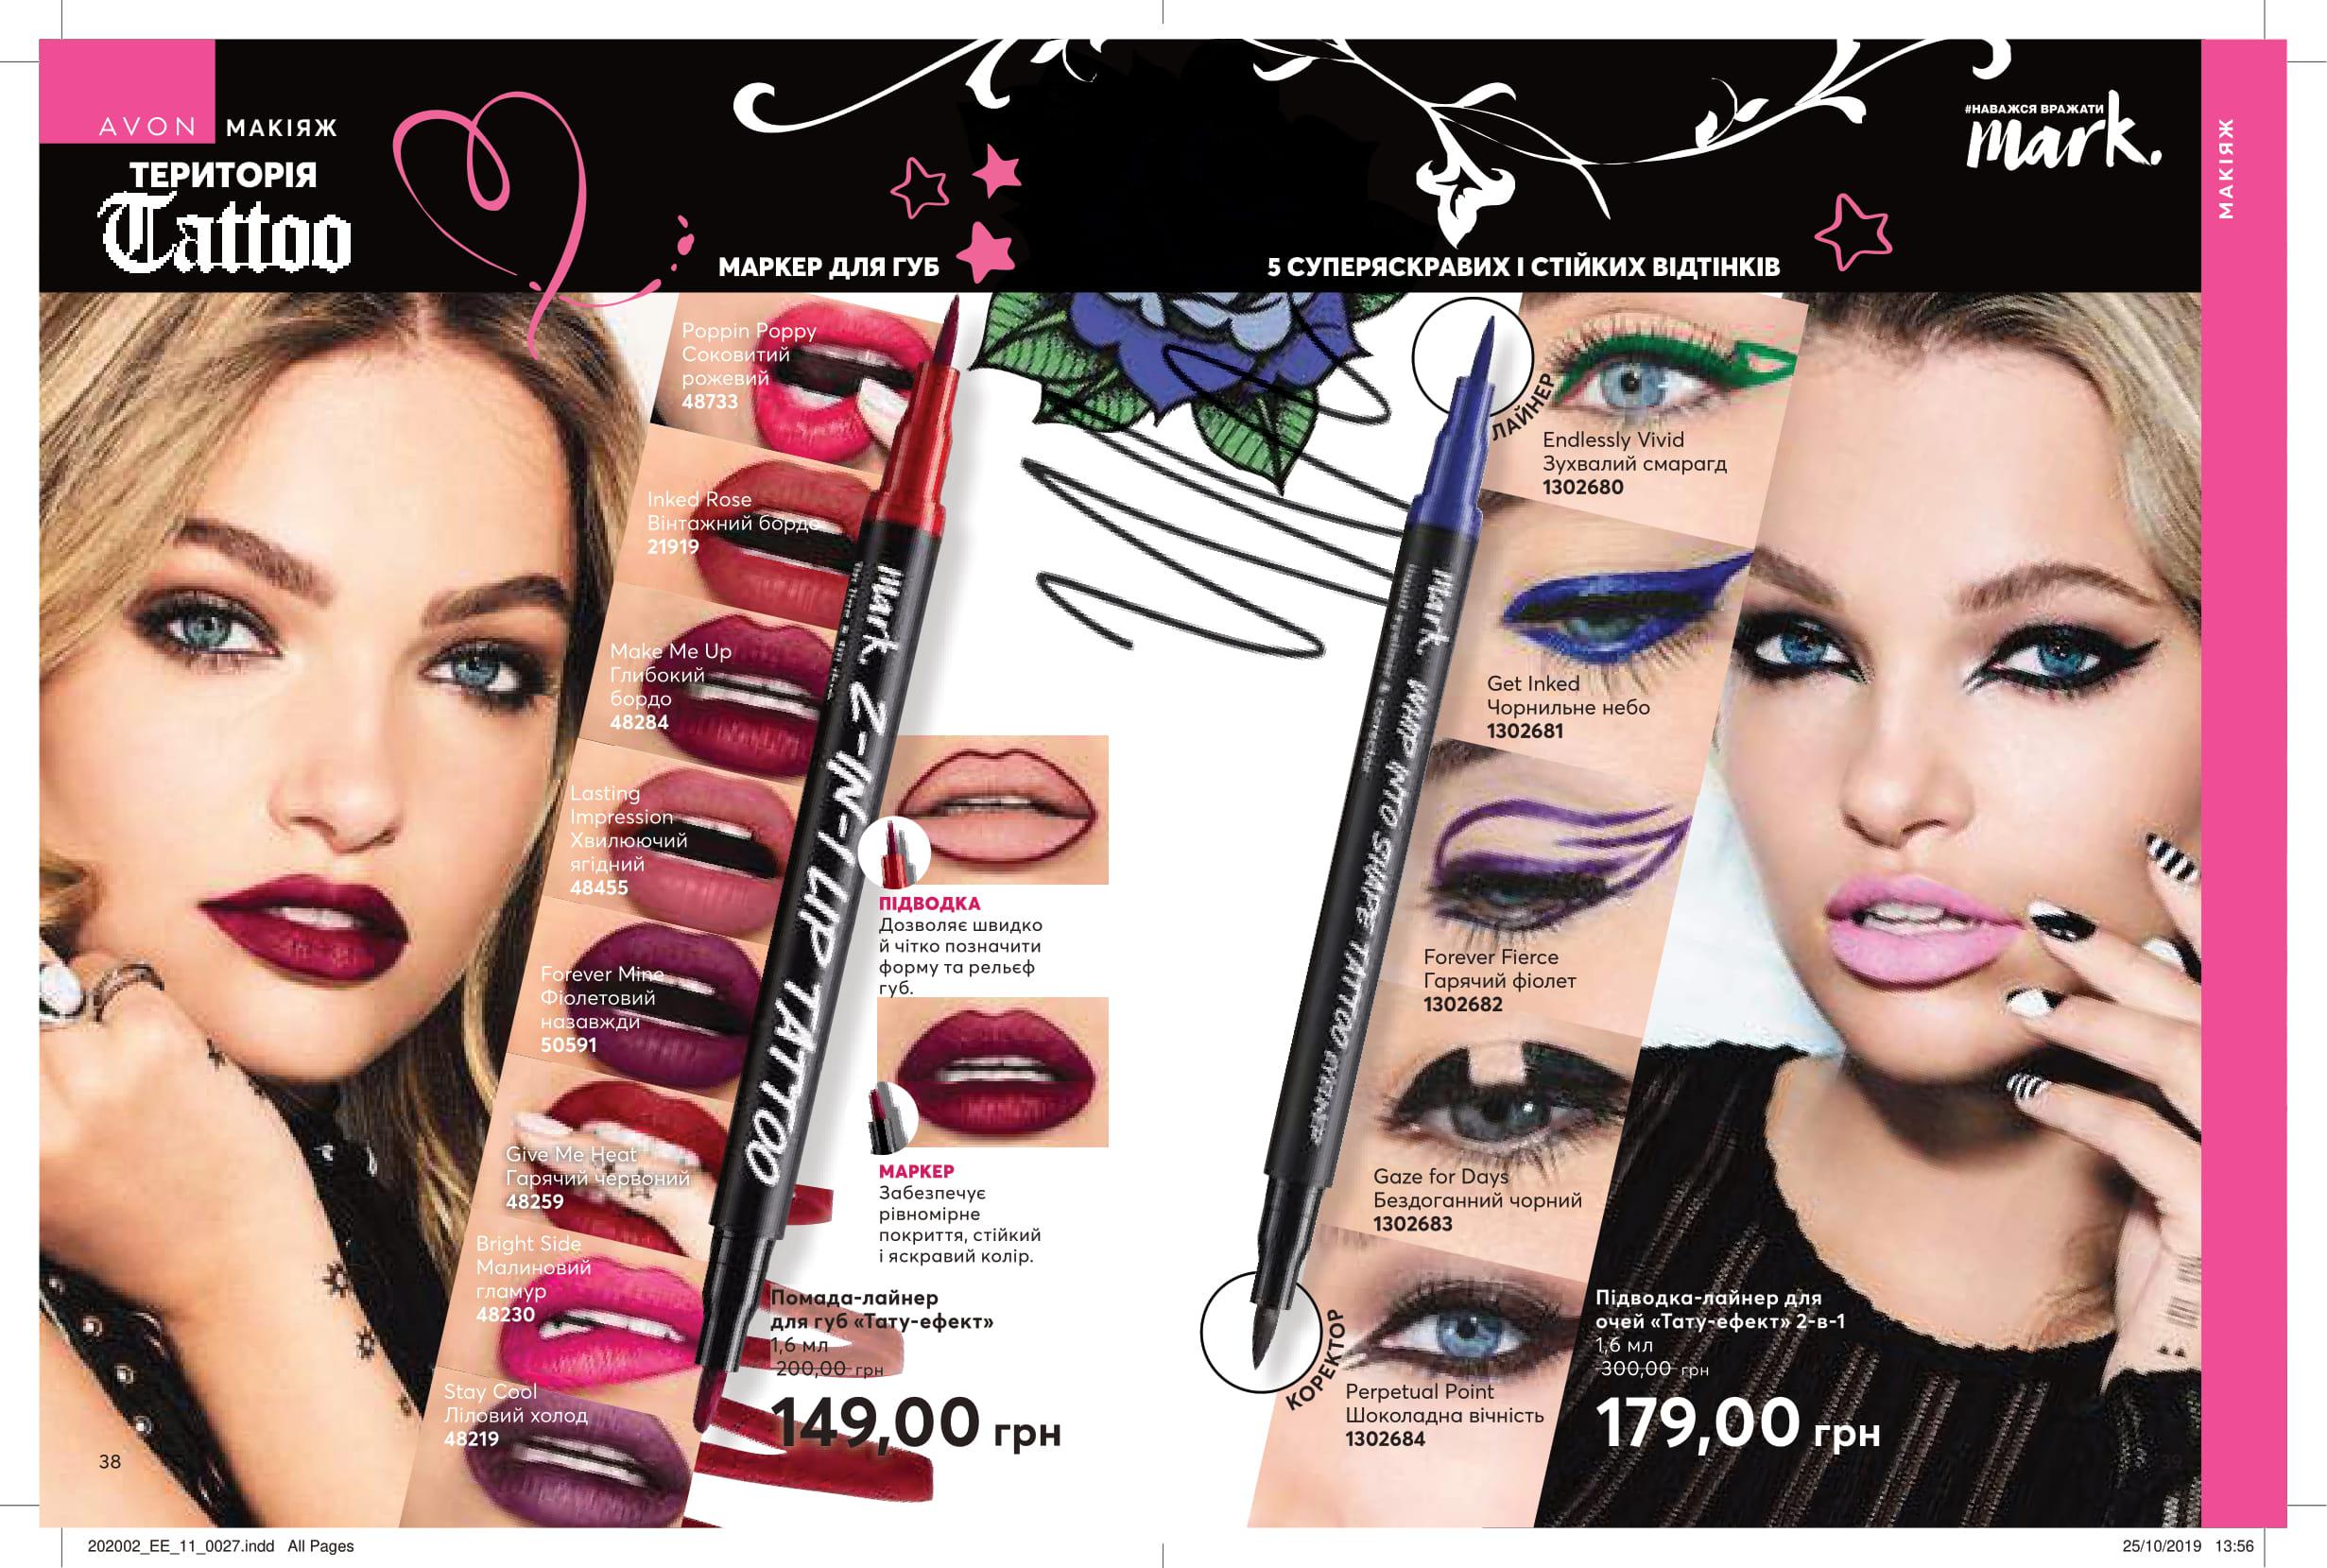 AVON МАКІЯЖ
ТЕРИТОРІЯ
Tattoo
МАРКЕР ДЛЯ ГУБ
Poppin Poppy
Соковитий
рожевий
48733
Inked Rose
Вінтажний бордо
21919
Make Me Up
Глибокий
бордо
48284
Lasting
Impression
Хвилюючий
ягідний
48455
Forever Mine
Фіолетовий
назавжди
50591
Give Me Heat
Гарячий червоний
48259
Bright Side
Малиновий
гламур
48230
Stay Cool
Ліловий холод
48219
mark. 2-IN-1 LIP TATTOO
ПІДВОДКА
Дозволяє швидко
й чітко позначити
форму та рельєф
губ.
МАРКЕР
Забезпечує
рівномірне
покриття, стійкий
і яскравий колір.
Помада-лайнер
для губ «Тату-ефект»
1,6 мл
200,00 грн
149,00 грн
38
5 СУПЕРЯСКРАВИХ І СТІЙКИХ ВІДТІНКІВ
#НАВАЖСЯ ВРАЖАТИ
mark.
МАКІЯЖ
ЛАЙНЕР
Endlessly Vivid
Зухвалий смарагд
1302680
Get Inked
Чорнильне небо
1302681
Forever Fierce
Гарячий фіолет
1302682
Gaze for Days
Бездоганний чорний
1302683
Perpetual Point
Шоколадна вічність
1302684
mark. WHIP INTO SHAPE TATTOO
КОРЕКТОР
Підводка-лайнер для
очей «Тату-ефект» 2-в-1
1,6 мл
300,00 грн
179,00 грн
202002_EE_11_0027.indd All Pages
25/10/2019 13:56